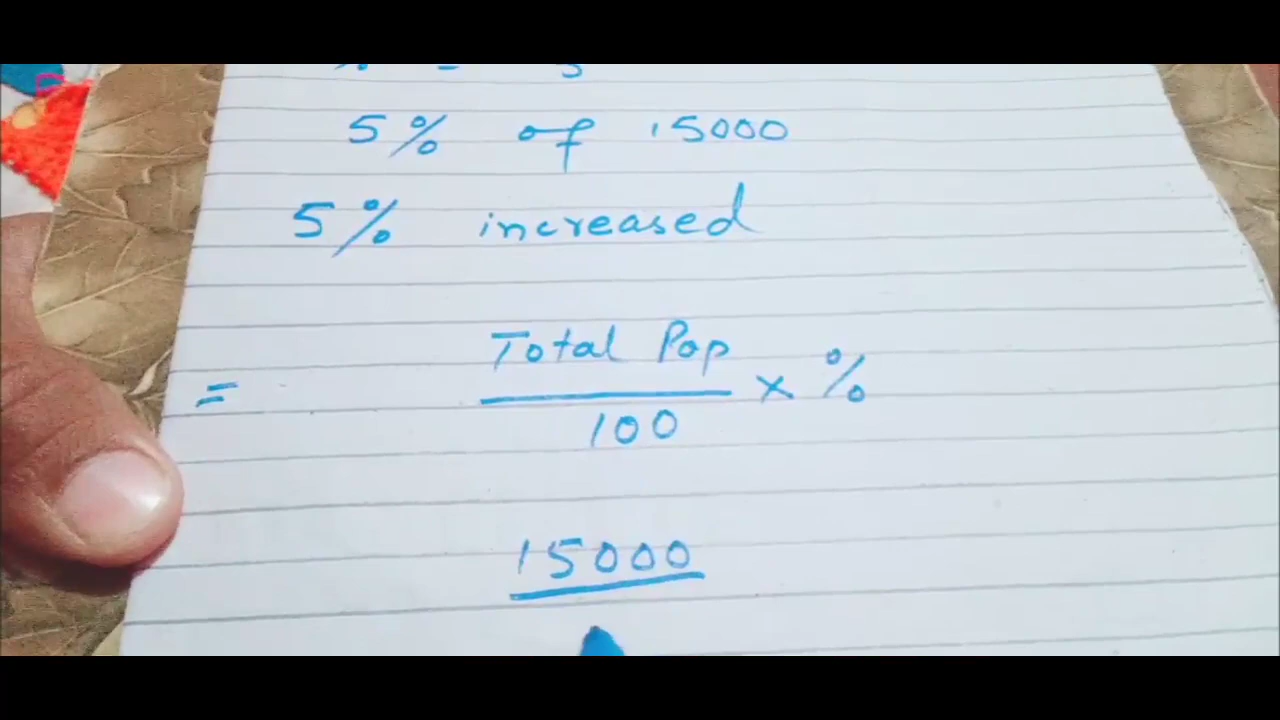 5% of 15000
5% increased
= Total Pop / 100 × %
15000